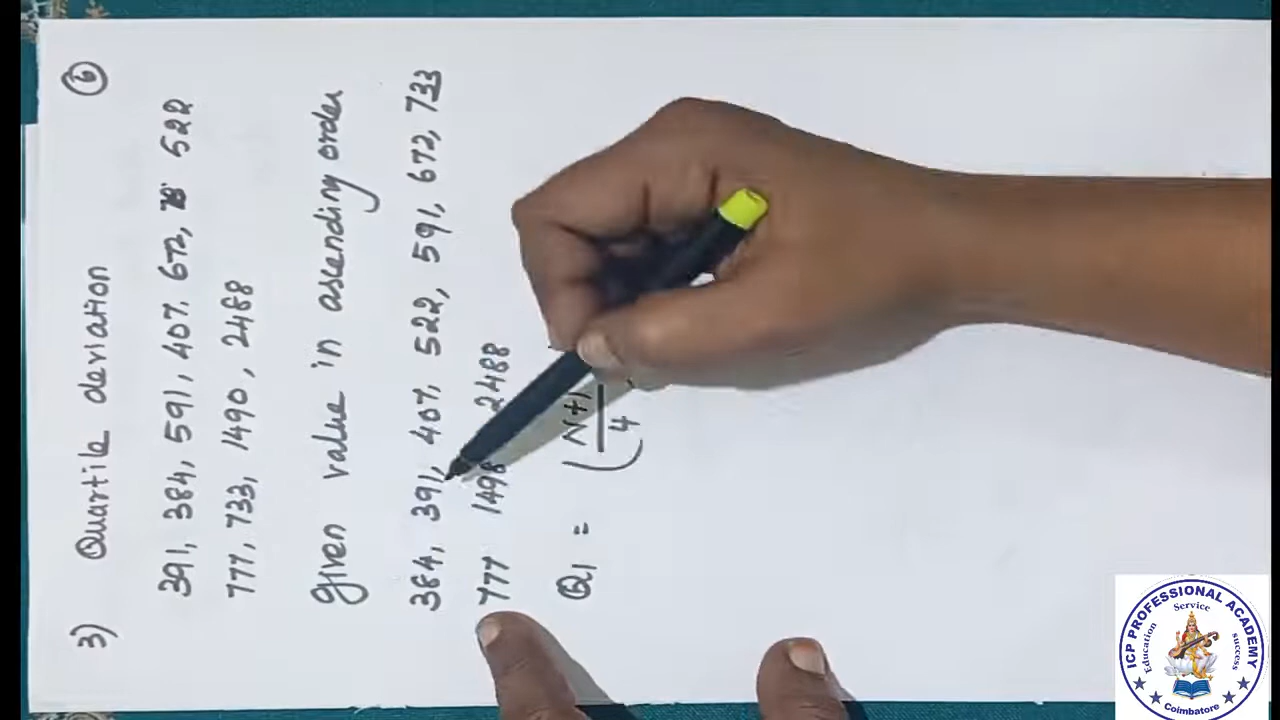 3) Quartile deviation 6
391, 384, 591, 407, 672, 522
777, 733, 1490, 2488
given value in ascending order
384, 391, 407, 522, 591, 672, 733
777 1498 2488
Q1 = (N+1/4
ICP PROFESSIONAL ACADEMY
Service
Education
success
Coimbatore